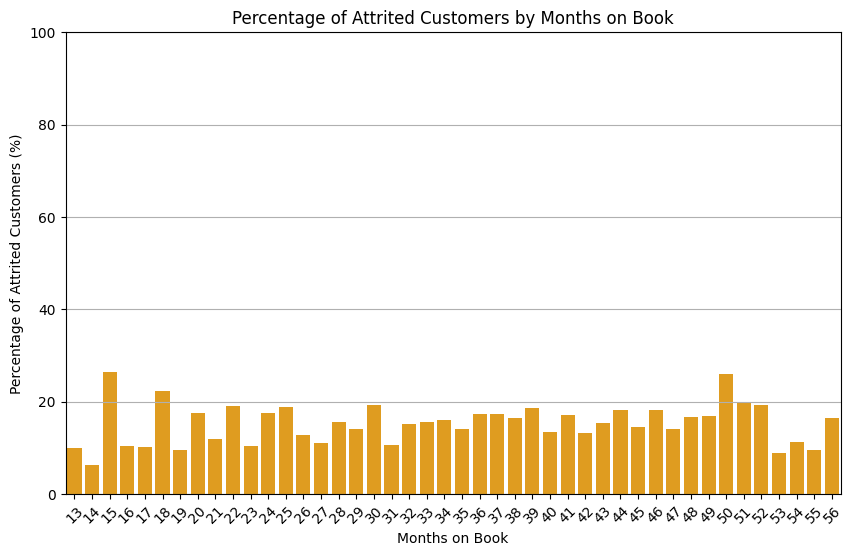 Percentage of Attrited Customers by Months on Book
Percentage of Attrited Customers (%)
100
80
60
40
20
0
13 14 15 16 17 18 19 20 21 22 23 24 25 26 27 28 29 30 31 32 33 34 35 36 37 38 39 40 41 42 43 44 45 46 47 48 49 50 51 52 53 54 55 56
Months on Book